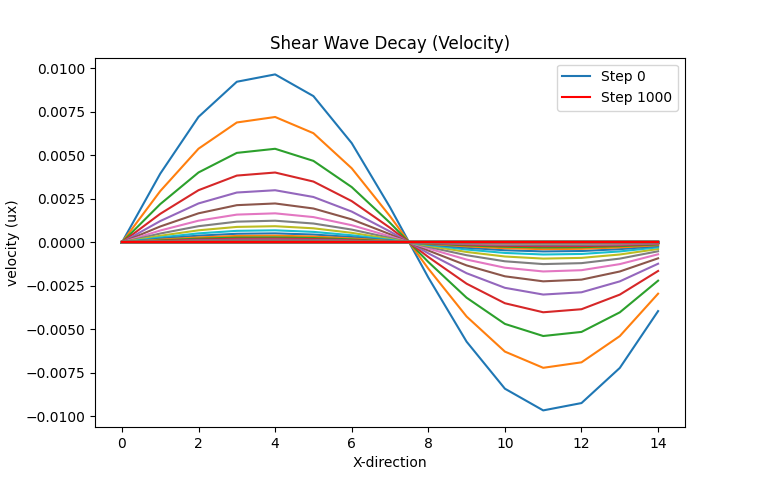 Shear Wave Decay (Velocity)
Step 0
Step 1000
0.0100
0.0075
0.0050
0.0025
0.0000
−0.0025
−0.0050
−0.0075
−0.0100
velocity (ux)
0 2 4 6 8 10 12 14
X-direction